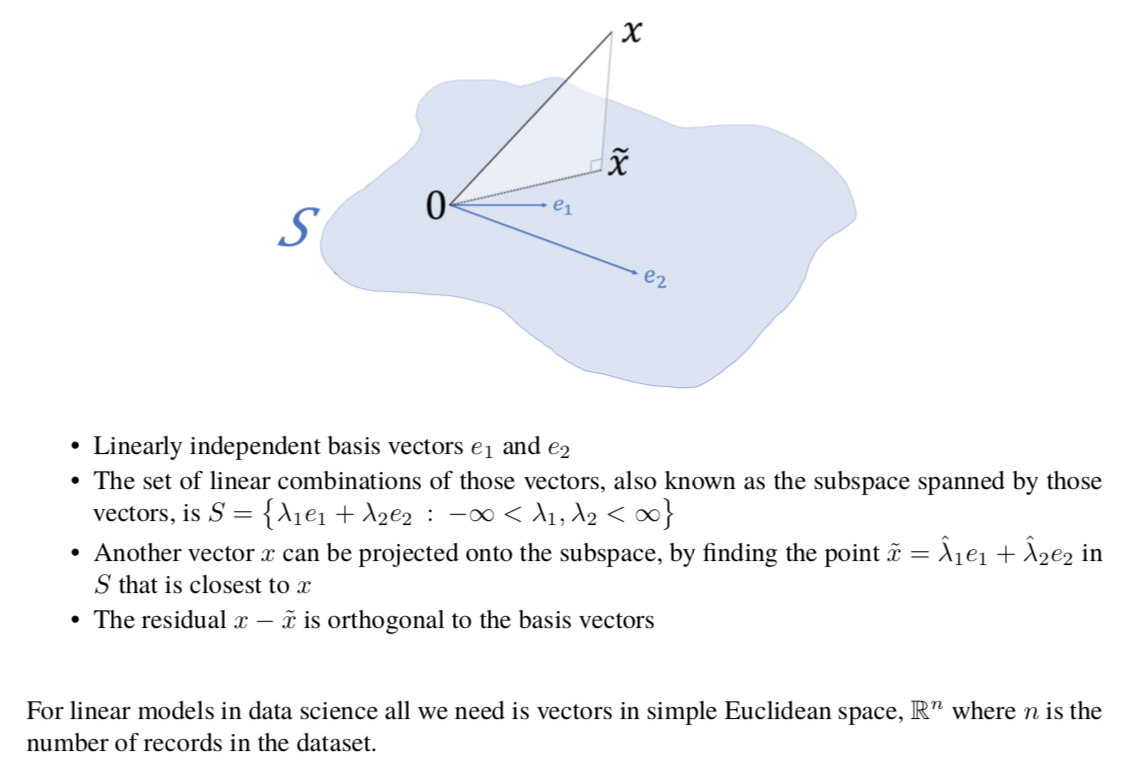 x
x̃
0
e₁
S
e₂
• Linearly independent basis vectors e₁ and e₂
• The set of linear combinations of those vectors, also known as the subspace spanned by those
vectors, is S = {λ₁e₁ + λ₂e₂ : −∞ < λ₁, λ₂ < ∞}
• Another vector x can be projected onto the subspace, by finding the point x̃ = λ̂₁e₁ + λ̂₂e₂ in
S that is closest to x
• The residual x − x̃ is orthogonal to the basis vectors
For linear models in data science all we need is vectors in simple Euclidean space, ℝⁿ where n is the
number of records in the dataset.